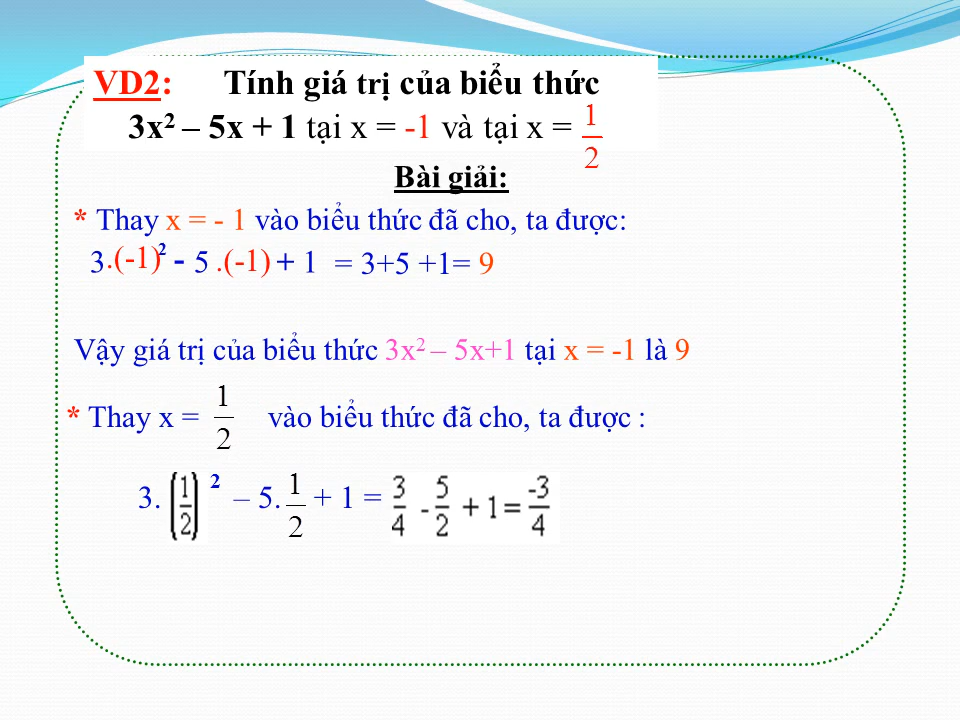 VD2: Tính giá trị của biểu thức
3x² – 5x + 1 tại x = -1 và tại x = 1/2
Bài giải:
* Thay x = - 1 vào biểu thức đã cho, ta được:
3.(-1)² - 5 .(-1) + 1 = 3+5 +1= 9
Vậy giá trị của biểu thức 3x² – 5x+1 tại x = -1 là 9
* Thay x = 1/2 vào biểu thức đã cho, ta được :
3. (1/2)² – 5. 1/2 + 1 = 3/4 - 5/2 + 1 = -3/4